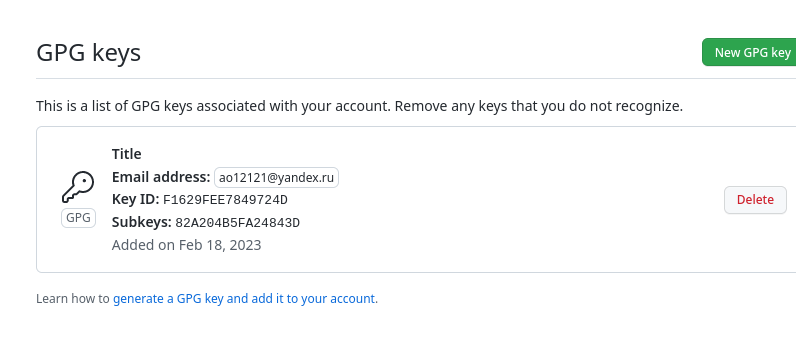 GPG keys
New GPG key
This is a list of GPG keys associated with your account. Remove any keys that you do not recognize.
Title
Email address: ao12121@yandex.ru
Key ID: F1629FEE7849724D
GPG
Subkeys: 82A204B5FA24843D
Delete
Added on Feb 18, 2023
Learn how to generate a GPG key and add it to your account.